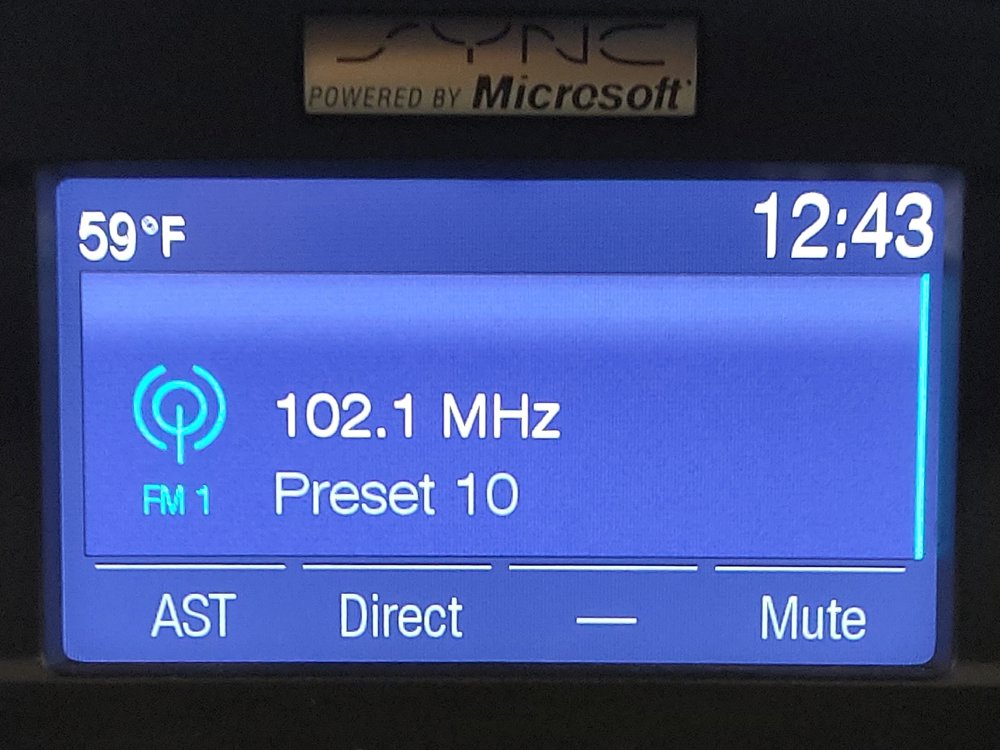 SYNC
POWERED BY Microsoft
59°F 12:43
102.1 MHz
FM 1 Preset 10
AST Direct — Mute